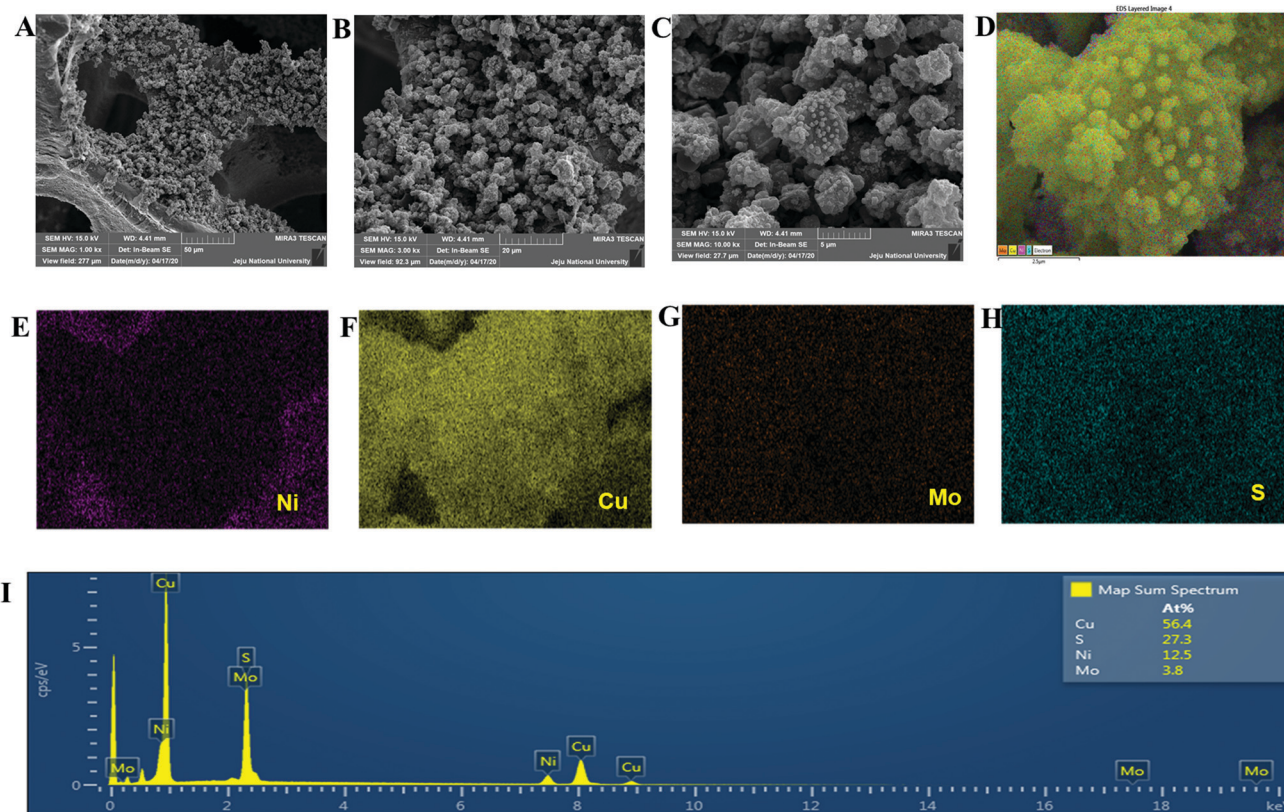 A
SEM HV: 15.0 kV WD: 4.41 mm MIRA3 TESCAN
SEM MAG: 1.00 kx Det: In-Beam SE 50 µm
View field: 277 µm Date(m/d/y): 04/17/20 Jeju National University
B
SEM HV: 15.0 kV WD: 4.41 mm MIRA3 TESCAN
SEM MAG: 3.00 kx Det: In-Beam SE 20 µm
View field: 92.3 µm Date(m/d/y): 04/17/20 Jeju National University
C
SEM HV: 15.0 kV WD: 4.41 mm MIRA3 TESCAN
SEM MAG: 10.00 kx Det: In-Beam SE 5 µm
View field: 27.7 µm Date(m/d/y): 04/17/20 Jeju National University
D
EDS Layered Image 4
Electron
2.5µm
E
Ni
F
Cu
G
Mo
H
S
I
Cu
S
Mo
Ni
Mo
Ni
Cu
Cu
Mo
Mo
cps/eV
5
0
0 2 4 6 8 10 12 14 16 18
Map Sum Spectrum
At%
Cu 56.4
S 27.3
Ni 12.5
Mo 3.8